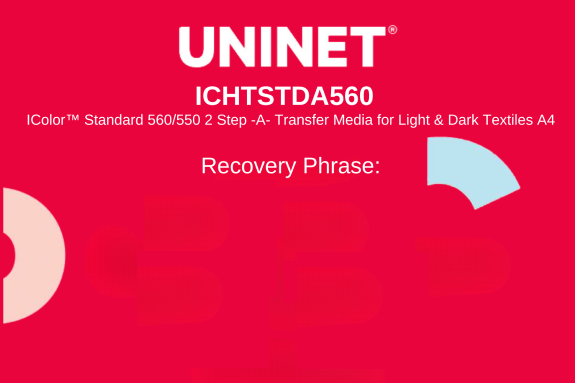 UNINET®
ICHTSTDA560
IColor™ Standard 560/550 2 Step -A- Transfer Media for Light & Dark Textiles A4
Recovery Phrase: